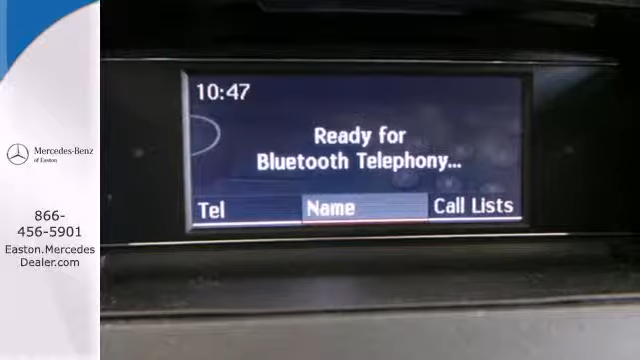 Mercedes-Benz
of Easton
866-
456-5901
Easton.Mercedes
Dealer.com
10:47
Ready for
Bluetooth Telephony...
Tel Name Call Lists